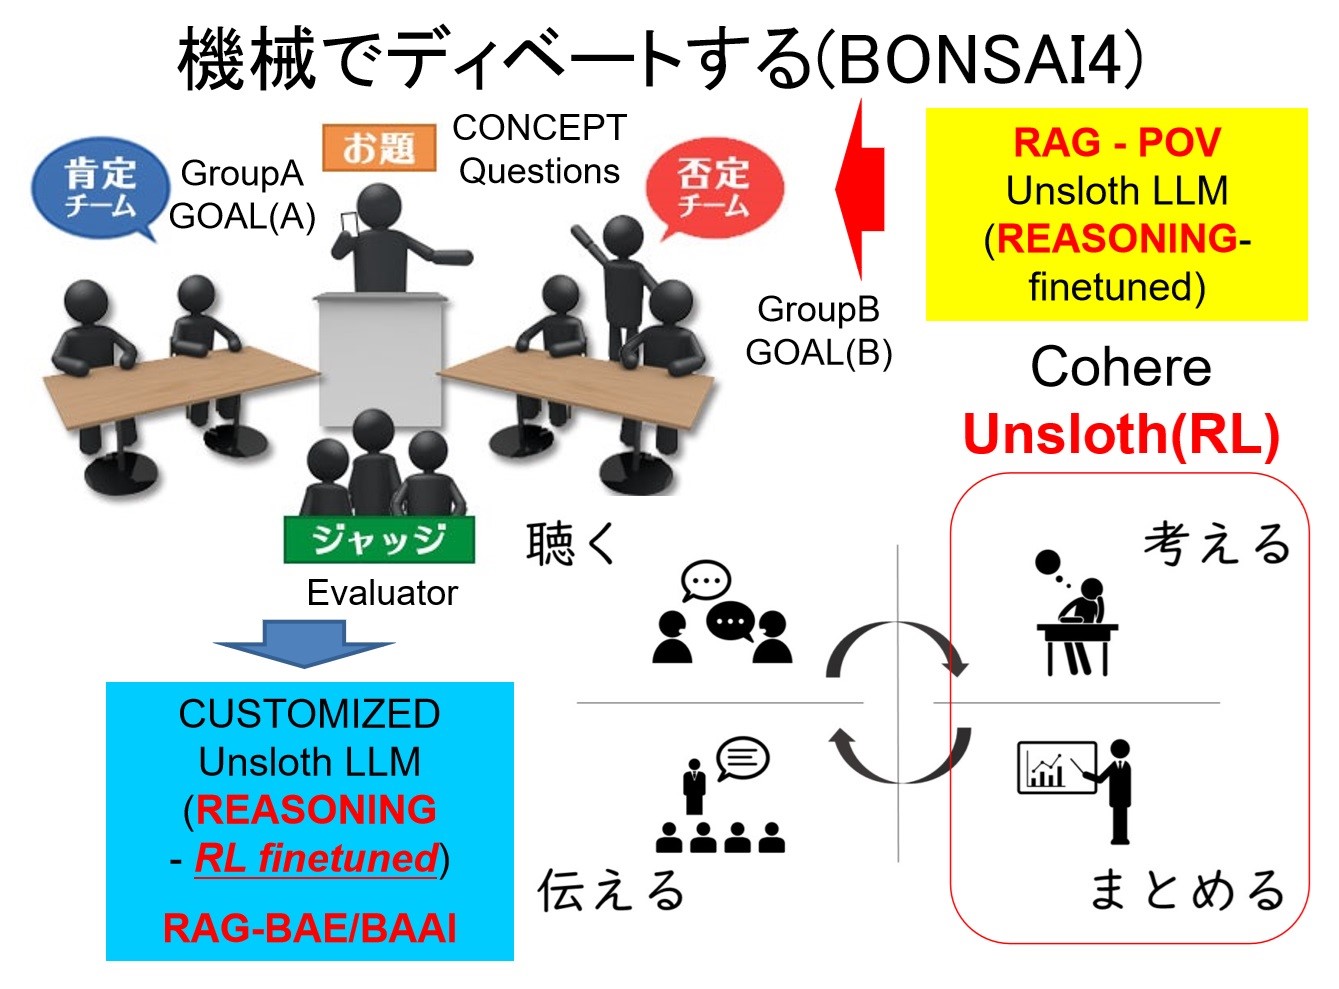 機械でディベートする(BONSAI4)
肯定
チーム
GroupA
GOAL(A)
お題
CONCEPT
Questions
否定
チーム
GroupB
GOAL(B)
RAG - POV
Unsloth LLM
(REASONING-
finetuned)
Cohere
Unsloth(RL)
ジャッジ
Evaluator
CUSTOMIZED
Unsloth LLM
(REASONING
- RL finetuned)
RAG-BAE/BAAI
聴く
考える
伝える
まとめる